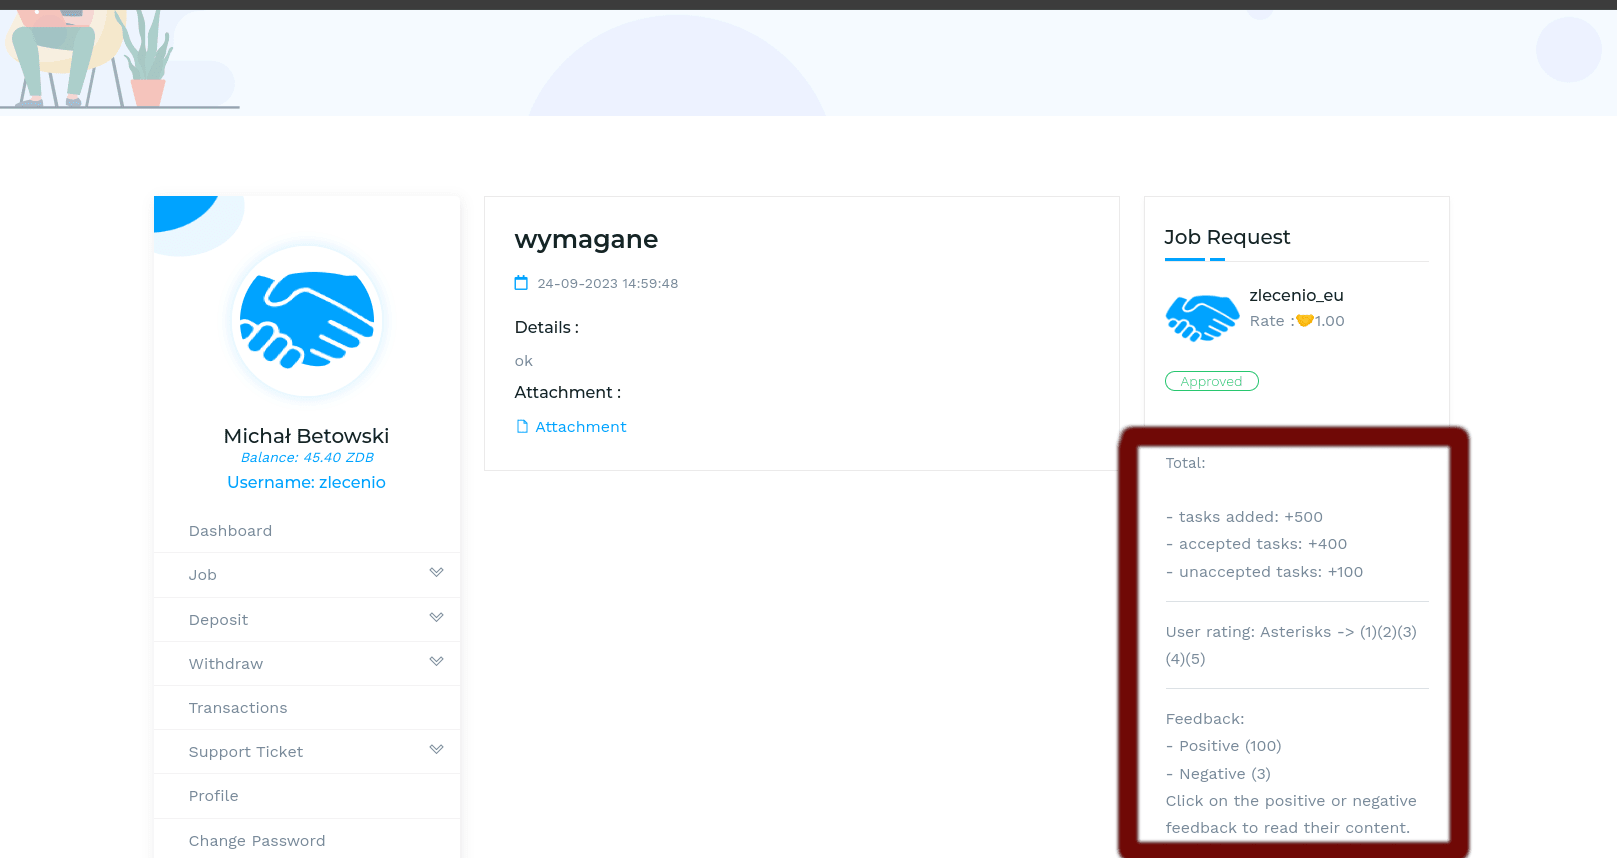 Michał Betowski
Balance: 45.40 ZDB
Username: zlecenio
Dashboard
Job
Deposit
Withdraw
Transactions
Support Ticket
Profile
Change Password
wymagane
24-09-2023 14:59:48
Details :
ok
Attachment :
Attachment
Job Request
zlecenio_eu
Rate :🤝1.00
Approved
Total:
- tasks added: +500
- accepted tasks: +400
- unaccepted tasks: +100
User rating: Asterisks -> (1)(2)(3)
(4)(5)
Feedback:
- Positive (100)
- Negative (3)
Click on the positive or negative
feedback to read their content.